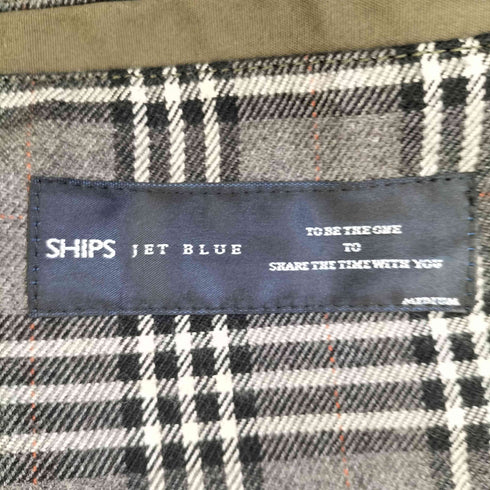 SHIPS JET BLUE
TO BE THE ONE
TO
SHARE THE TIME WITH YOU
MEDIUM